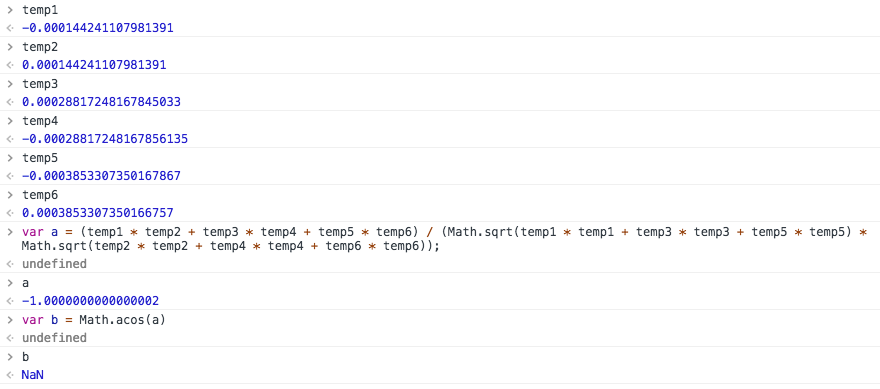 > temp1
<· -0.000144241107981391
> temp2
<· 0.000144241107981391
> temp3
<· 0.00028817248167845033
> temp4
<· -0.00028817248167856135
> temp5
<· -0.0003853307350167867
> temp6
<· 0.0003853307350166757
> var a = (temp1 * temp2 + temp3 * temp4 + temp5 * temp6) / (Math.sqrt(temp1 * temp1 + temp3 * temp3 + temp5 * temp5) *
Math.sqrt(temp2 * temp2 + temp4 * temp4 + temp6 * temp6));
<· undefined
> a
<· -1.0000000000000002
> var b = Math.acos(a)
<· undefined
> b
<· NaN